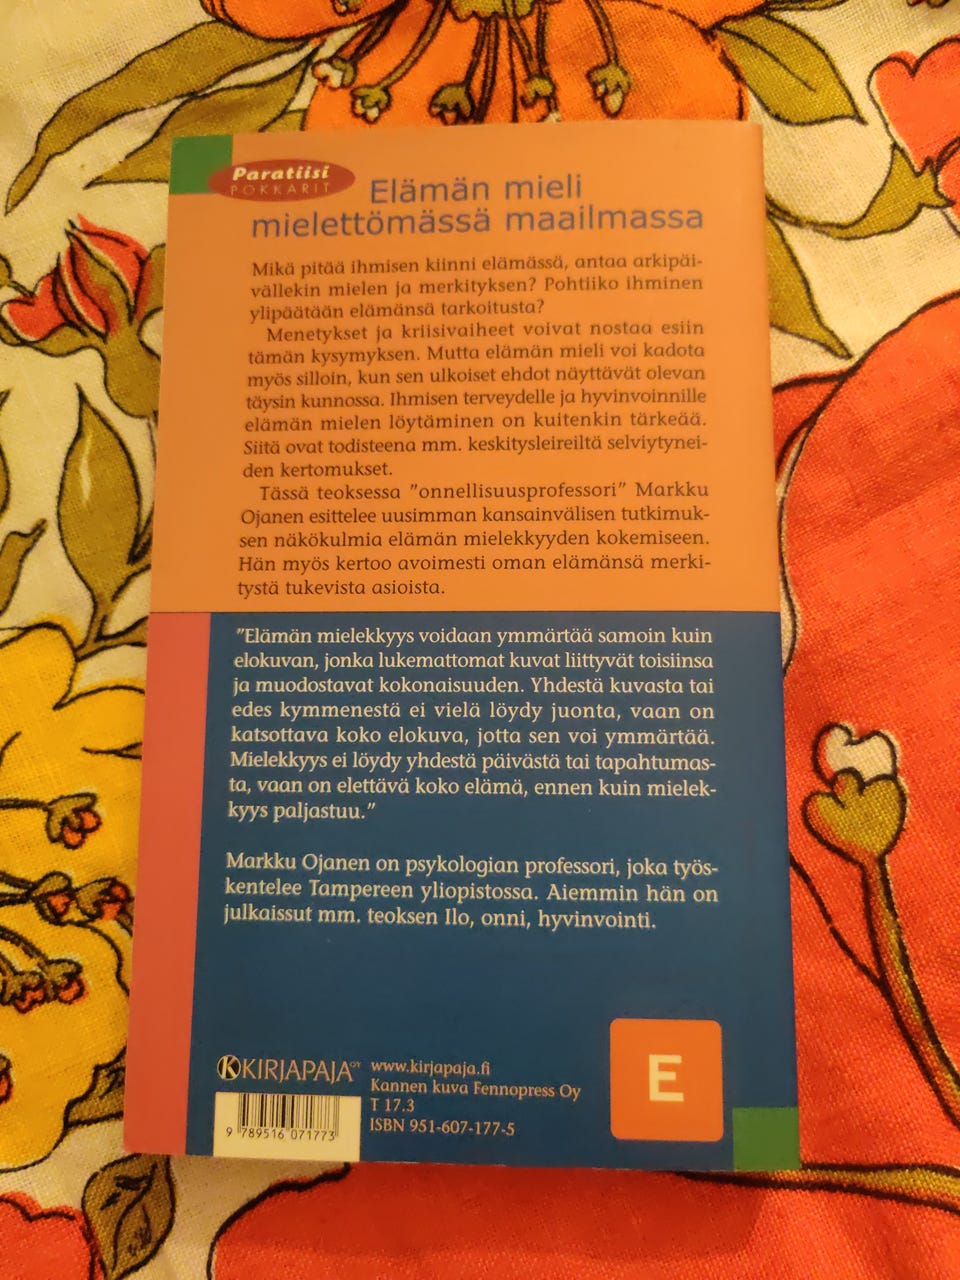 Paratiisi
POKKARIT
Elämän mieli
mielettömässä maailmassa
Mikä pitää ihmisen kiinni elämässä, antaa arkipäi-
vällekin mielen ja merkityksen? Pohtiiko ihminen
ylipäätään elämänsä tarkoitusta?
Menetykset ja kriisivaiheet voivat nostaa esiin
tämän kysymyksen. Mutta elämän mieli voi kadota
myös silloin, kun sen ulkoiset ehdot näyttävät olevan
täysin kunnossa. Ihmisen terveydelle ja hyvinvoinnille
elämän mielen löytäminen on kuitenkin tärkeää.
Siitä ovat todisteena mm. keskitysleireiltä selviytynei-
den kertomukset.
Tässä teoksessa ”onnellisuusprofessori” Markku
Ojanen esittelee uusimman kansainvälisen tutkimuk-
sen näkökulmia elämän mielekkyyden kokemiseen.
Hän myös kertoo avoimesti oman elämänsä merki-
tystä tukevista asioista.
”Elämän mielekkyys voidaan ymmärtää samoin kuin
elokuvan, jonka lukemattomat kuvat liittyvät toisiinsa
ja muodostavat kokonaisuuden. Yhdestä kuvasta tai
edes kymmenestä ei vielä löydy juonta, vaan on
katsottava koko elokuva, jotta sen voi ymmärtää.
Mielekkyys ei löydy yhdestä päivästä tai tapahtumas-
ta, vaan on elettävä koko elämä, ennen kuin mielek-
kyys paljastuu.”
Markku Ojanen on psykologian professori, joka työs-
kentelee Tampereen yliopistossa. Aiemmin hän on
julkaissut mm. teoksen Ilo, onni, hyvinvointi.
K KIRJAPAJA OY
www.kirjapaja.fi
Kannen kuva Fennopress Oy
T 17.3
ISBN 951-607-177-5
9 789516 071773
E